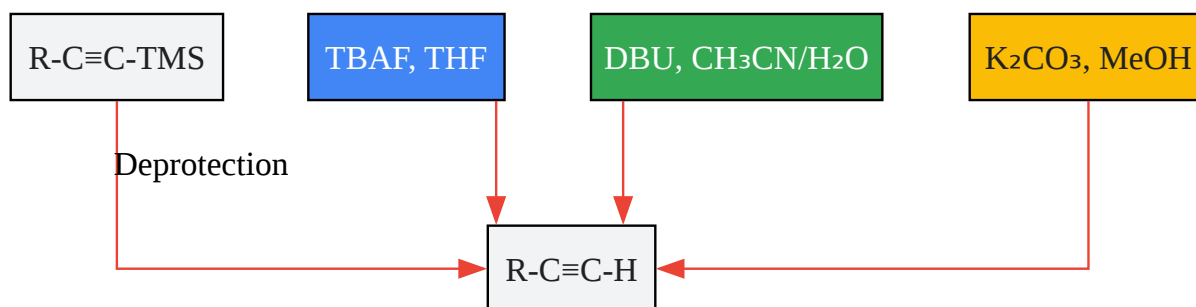 R-C≡C-TMS
TBAF, THF
DBU, CH₃CN/H₂O
K₂CO₃, MeOH
Deprotection
R-C≡C-H